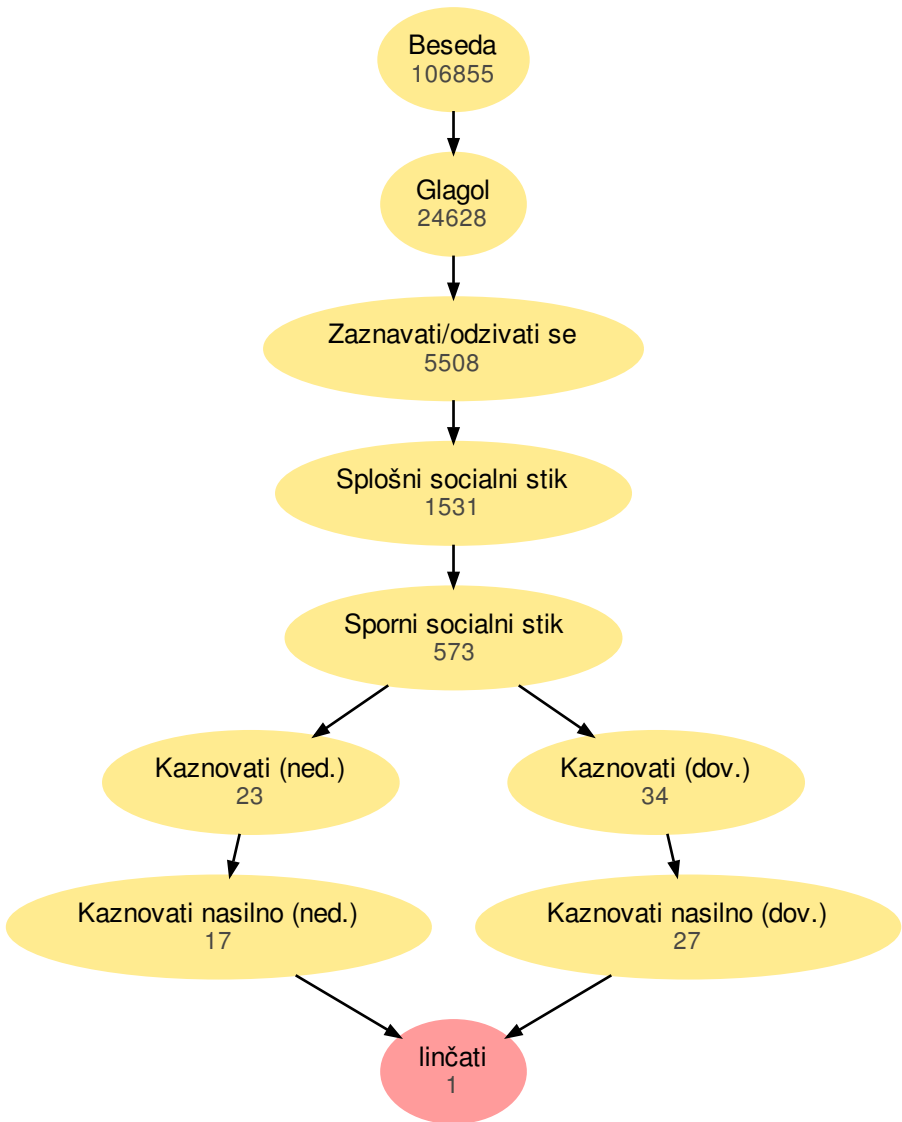 Beseda
106855
Glagol
24628
Zaznavati/odzivati se
5508
Splošni socialni stik
1531
Sporni socialni stik
573
Kaznovati (ned.)
23
Kaznovati (dov.)
34
Kaznovati nasilno (ned.)
17
Kaznovati nasilno (dov.)
27
linčati
1